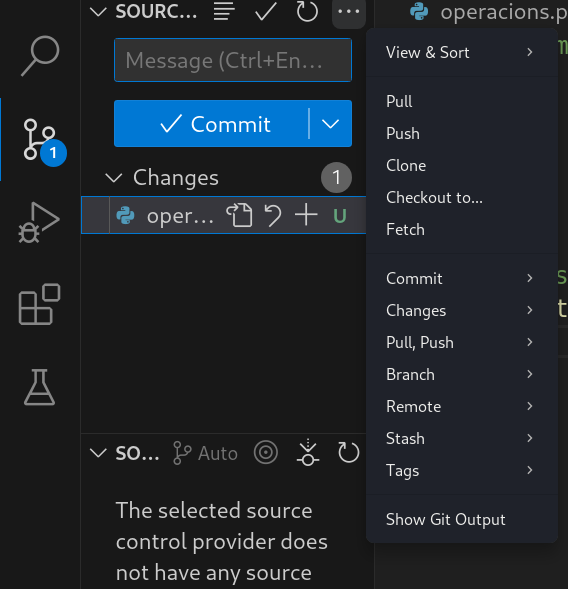 SOURC...
operacions.p
m
Message (Ctrl+En...
View & Sort
Commit
Pull
Push
1
Changes
1
Clone
Checkout to...
oper...
U
Fetch
Commit
s
Changes
t
Pull, Push
Branch
Remote
Stash
SO...
Auto
Tags
The selected source
control provider does
not have any source
Show Git Output